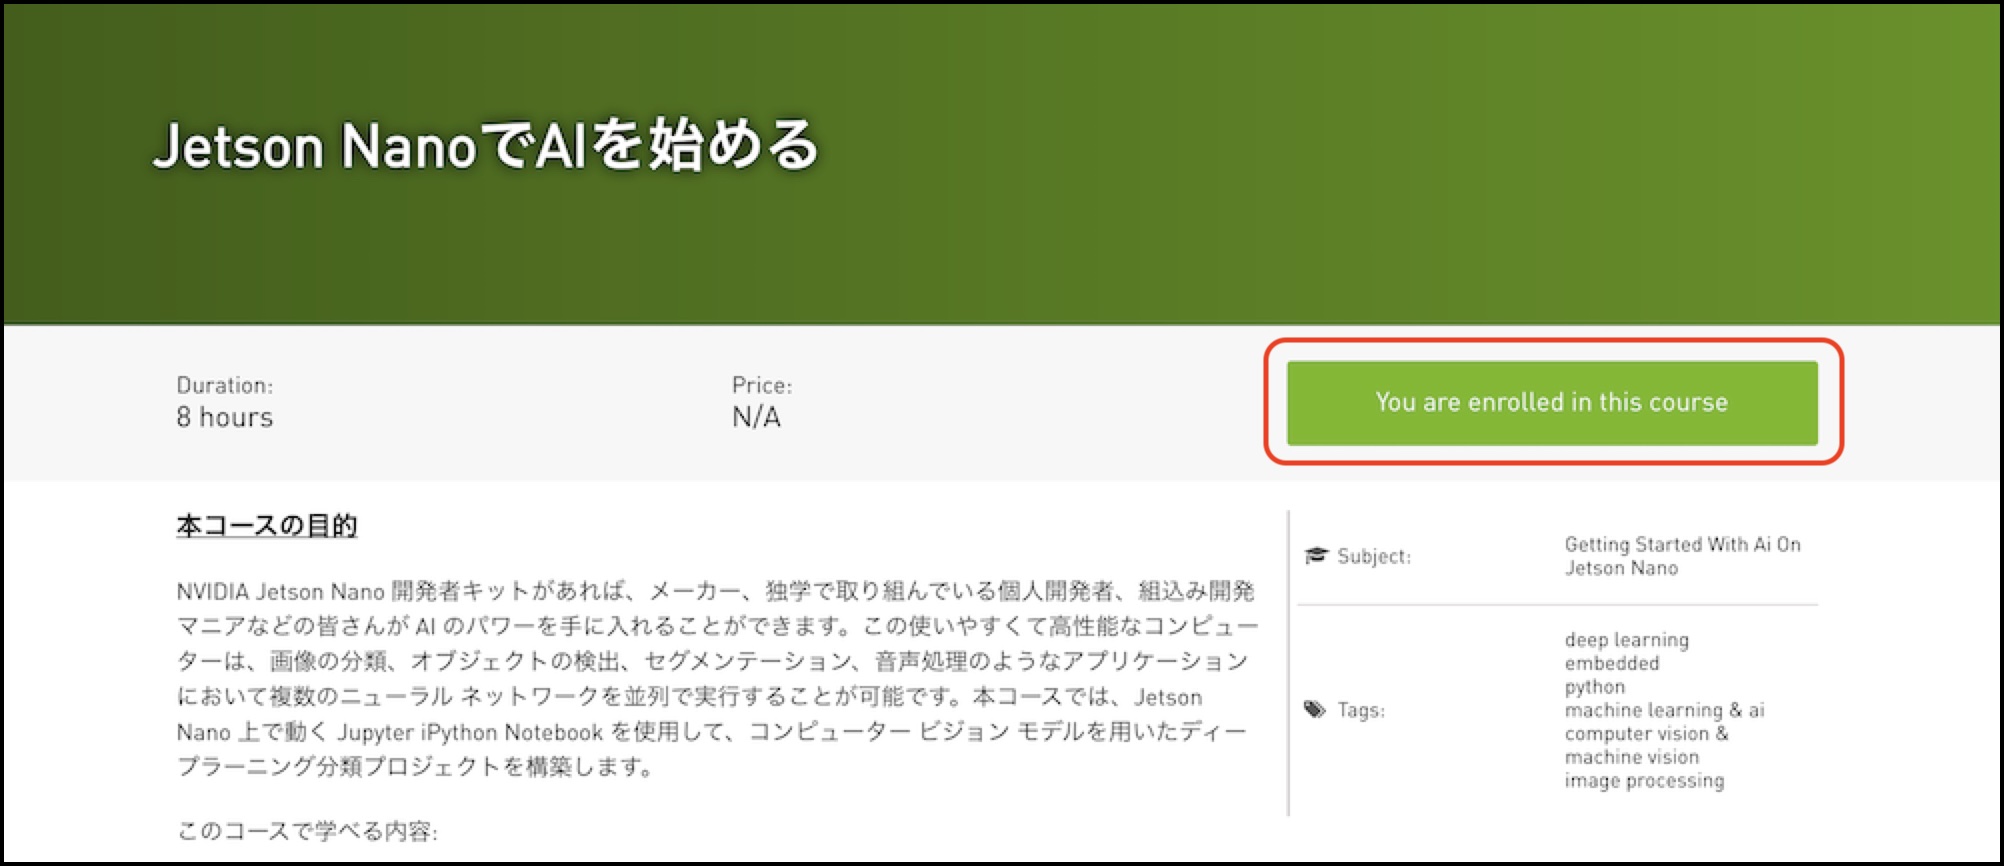 Jetson NanoでAIを始める
Duration:
8 hours
Price:
N/A
You are enrolled in this course
本コースの目的
NVIDIA Jetson Nano 開発者キットがあれば、メーカー、独学で取り組んでいる個人開発者、組込み開発
マニアなどの皆さんが AI のパワーを手に入れることができます。この使いやすくて高性能なコンピュー
ターは、画像の分類、オブジェクトの検出、セグメンテーション、音声処理のようなアプリケーション
において複数のニューラル ネットワークを並列で実行することが可能です。本コースでは、Jetson
Nano 上で動く Jupyter iPython Notebook を使用して、コンピューター ビジョン モデルを用いたディー
プラーニング分類プロジェクトを構築します。
このコースで学べる内容:
Subject:
Getting Started With Ai On
Jetson Nano
Tags:
deep learning
embedded
python
machine learning & ai
computer vision &
machine vision
image processing